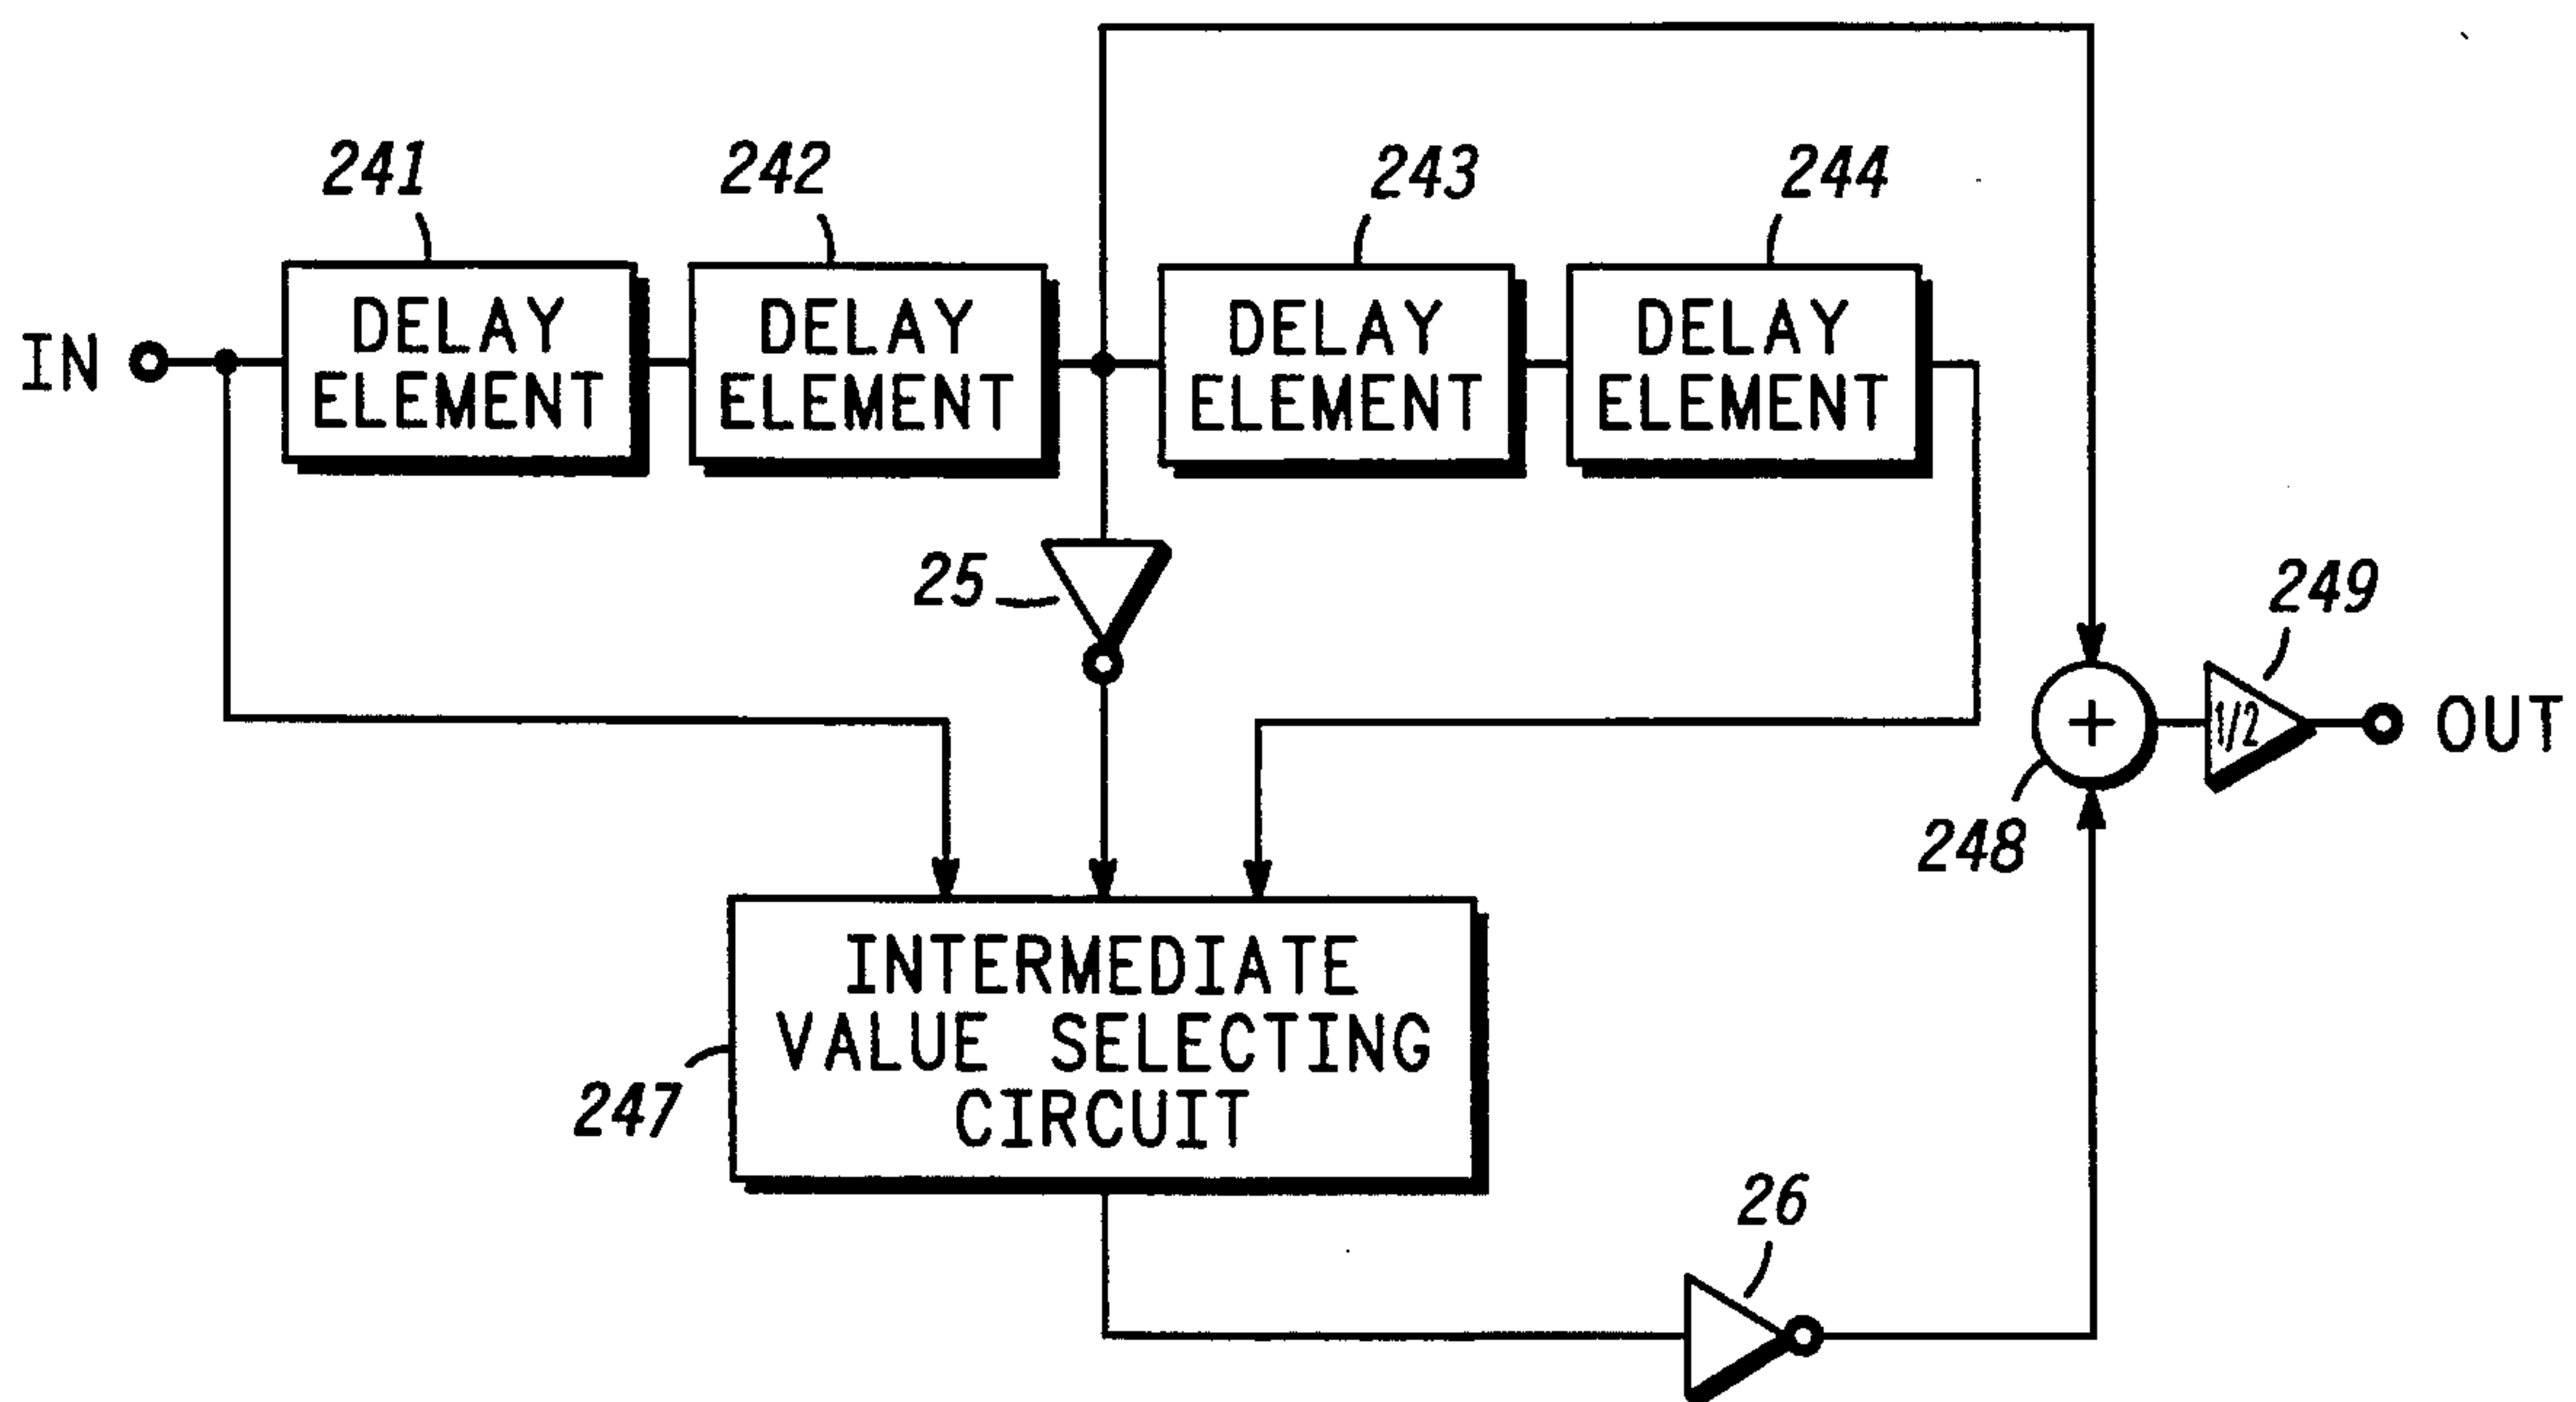 241
242
243
244
IN
DELAY
ELEMENT
DELAY
ELEMENT
DELAY
ELEMENT
DELAY
ELEMENT
25
249
1/2
+
OUT
248
INTERMEDIATE
VALUE SELECTING
CIRCUIT
247
26